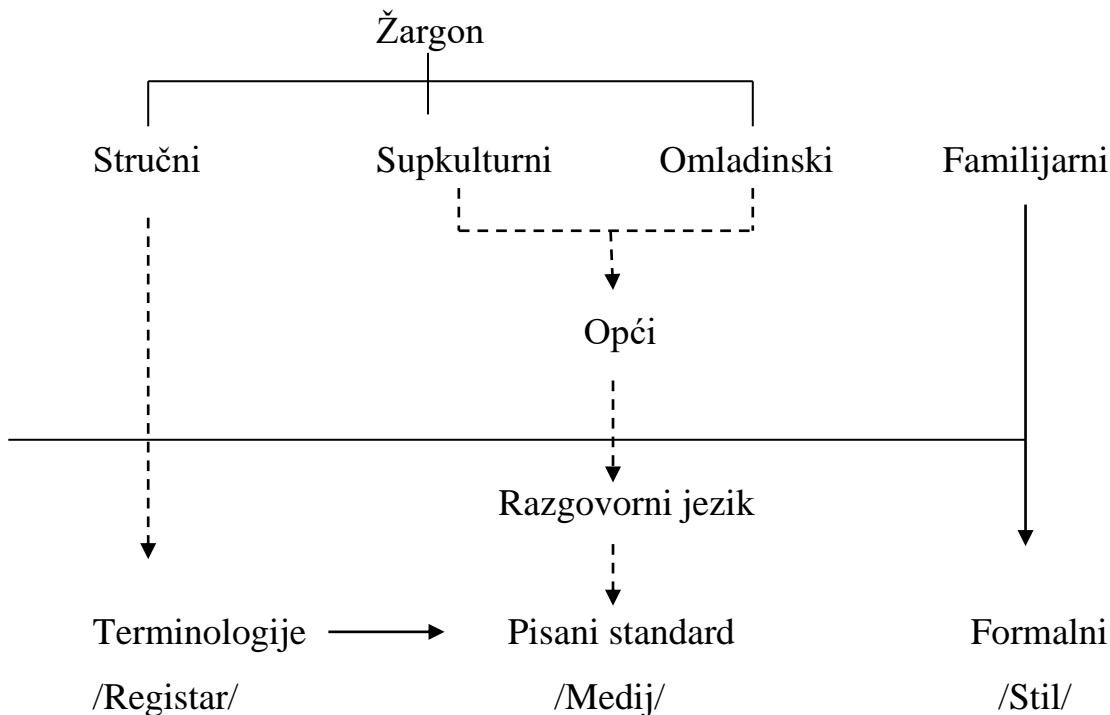 Žargon
Stručni Supkulturni Omladinski Familijarni
Opći
Razgovorni jezik
Terminologije Pisani standard Formalni
/Registar/ /Medij/ /Stil/